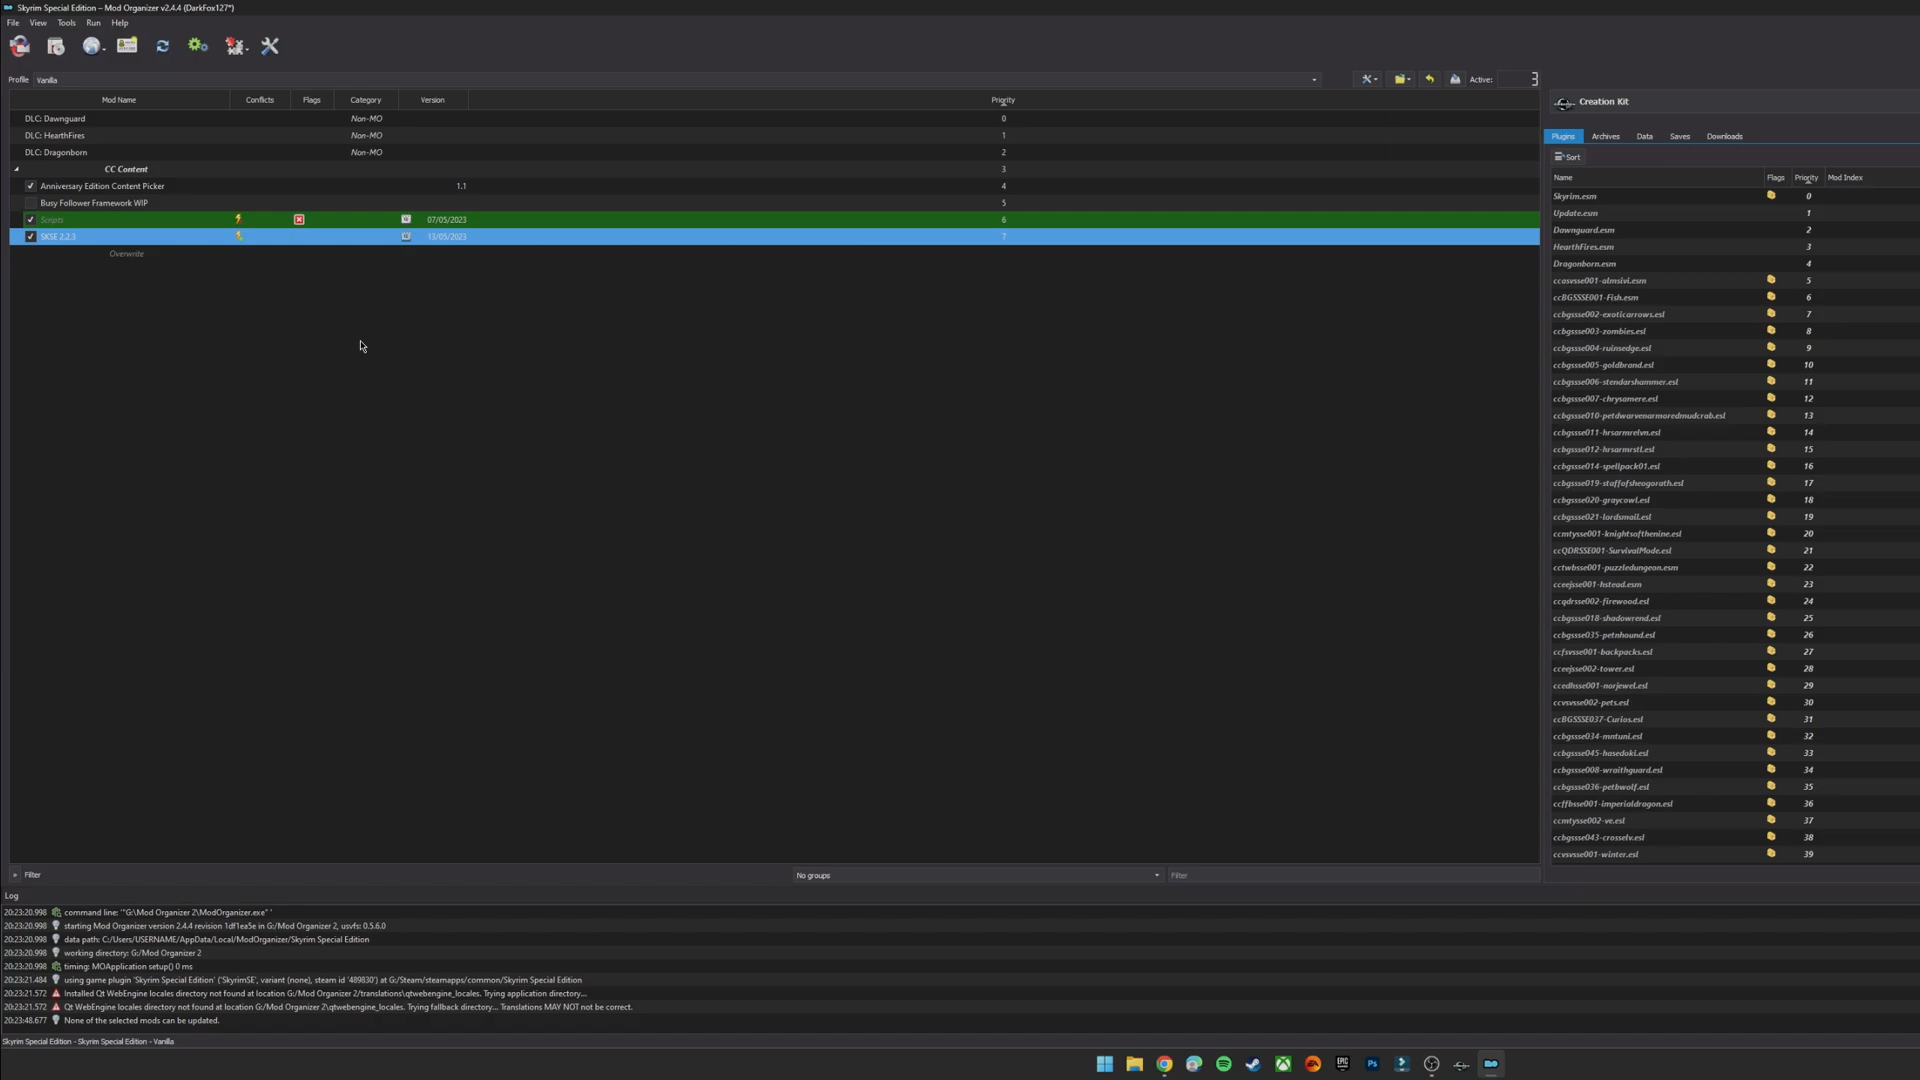 Skyrim Special Edition – Mod Organizer v2.4.4 (DarkFox127*)
File View Tools Run Help
Profile Vanilla Active: 3
Mod Name Conflicts Flags Category Version Priority
DLC: Dawnguard Non-MO 0
DLC: HearthFires Non-MO 1
DLC: Dragonborn Non-MO 2
CC Content 3
Anniversary Edition Content Picker 1.1 4
Busy Follower Framework WIP 5
Scripts 07/05/2023 6
SKSE 2.2.3 13/05/2023 7
Overwrite
» Filter No groups Filter
Creation Kit
Plugins Archives Data Saves Downloads
Sort
Name Flags Priority Mod Index
Skyrim.esm 0
Update.esm 1
Dawnguard.esm 2
HearthFires.esm 3
Dragonborn.esm 4
ccasvsse001-almsivi.esm 5
ccBGSSSE001-Fish.esm 6
ccbgssse002-exoticarrows.esl 7
ccbgssse003-zombies.esl 8
ccbgssse004-ruinsedge.esl 9
ccbgssse005-goldbrand.esl 10
ccbgssse006-stendarshammer.esl 11
ccbgssse007-chrysamere.esl 12
ccbgssse010-petdwarvenarmoredmudcrab.esl 13
ccbgssse011-hrsarmrelvn.esl 14
ccbgssse012-hrsarmrstl.esl 15
ccbgssse014-spellpack01.esl 16
ccbgssse019-staffofsheogorath.esl 17
ccbgssse020-graycowl.esl 18
ccbgssse021-lordsmail.esl 19
ccmtysse001-knightsofthenine.esl 20
ccQDRSSE001-SurvivalMode.esl 21
cctwbsse001-puzzledungeon.esm 22
cceejsse001-hstead.esm 23
ccqdrsse002-firewood.esl 24
ccbgssse018-shadowrend.esl 25
ccbgssse035-petnhound.esl 26
ccfsvsse001-backpacks.esl 27
cceejsse002-tower.esl 28
ccedhsse001-norjewel.esl 29
ccvsvsse002-pets.esl 30
ccBGSSSE037-Curios.esl 31
ccbgssse034-mntuni.esl 32
ccbgssse045-hasedoki.esl 33
ccbgssse008-wraithguard.esl 34
ccbgssse036-petbwolf.esl 35
ccffbsse001-imperialdragon.esl 36
ccmtysse002-ve.esl 37
ccbgssse043-crosselv.esl 38
ccvsvsse001-winter.esl 39
Log
20:23:20.998 command line: '"G:\Mod Organizer 2\ModOrganizer.exe" '
20:23:20.998 starting Mod Organizer version 2.4.4 revision 1df1ea5e in G:/Mod Organizer 2, usvfs: 0.5.6.0
20:23:20.998 data path: C:/Users/USERNAME/AppData/Local/ModOrganizer/Skyrim Special Edition
20:23:20.998 working directory: G:/Mod Organizer 2
20:23:20.998 timing: MOApplication setup() 0 ms
20:23:21.484 using game plugin 'Skyrim Special Edition' ('SkyrimSE', variant (none), steam id '489830') at G:/Steam/steamapps/common/Skyrim Special Edition
20:23:21.572 Installed Qt WebEngine locales directory not found at location G:/Mod Organizer 2/translations\qtwebengine_locales. Trying application directory...
20:23:21.572 Qt WebEngine locales directory not found at location G:/Mod Organizer 2\qtwebengine_locales. Trying fallback directory... Translations MAY NOT be correct.
20:23:48.677 None of the selected mods can be updated.
Skyrim Special Edition - Skyrim Special Edition - Vanilla
EPIC
Ps